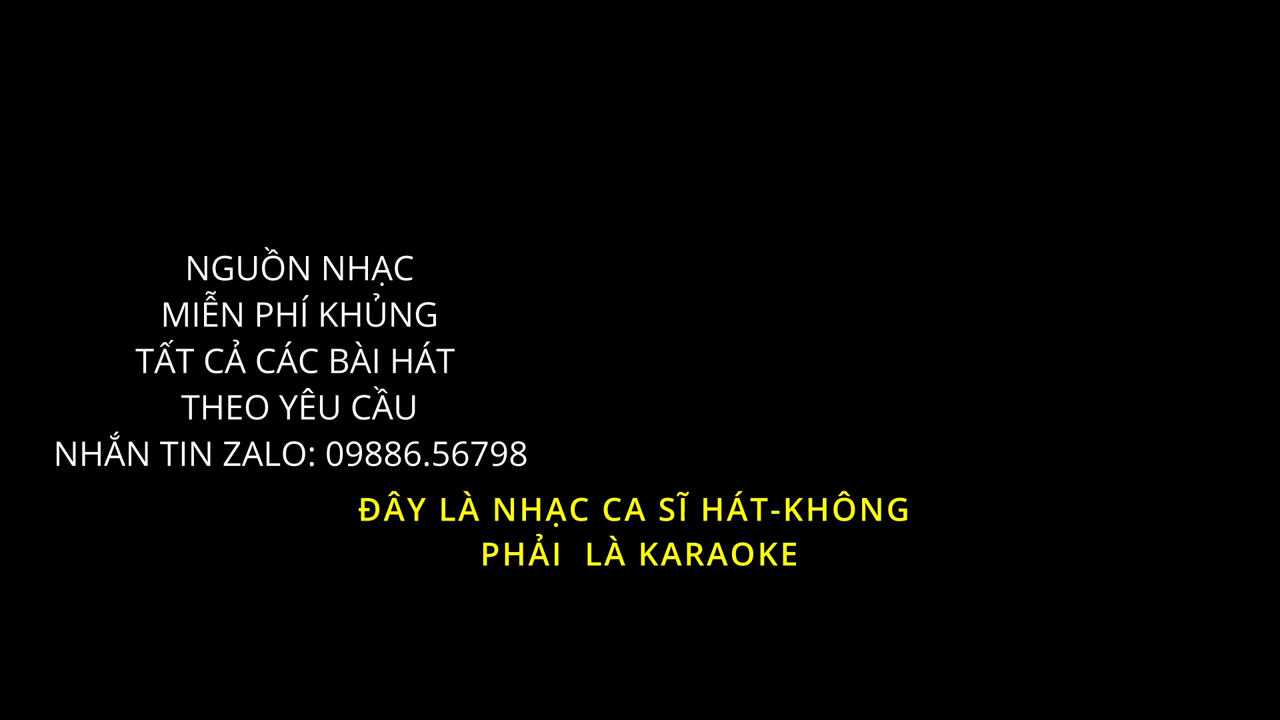 NGUỒN NHẠC
MIỄN PHÍ KHỦNG
TẤT CẢ CÁC BÀI HÁT
THEO YÊU CẦU
NHẮN TIN ZALO: 09886.56798
ĐÂY LÀ NHẠC CA SĨ HÁT-KHÔNG
PHẢI  LÀ KARAOKE